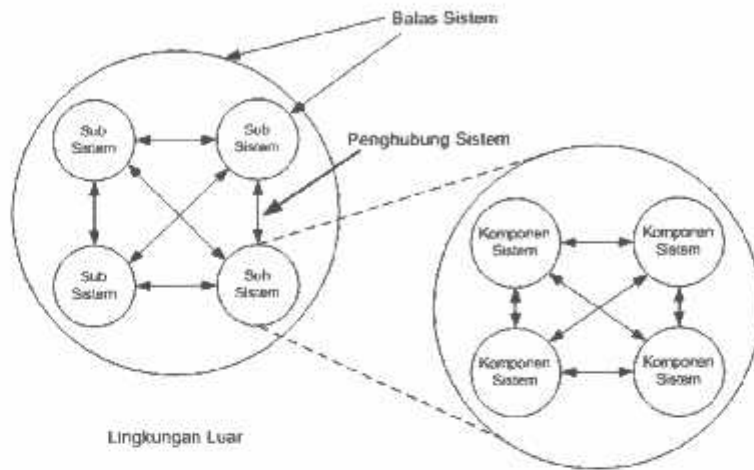 Batas Sistem
Sub
Sistem
Sub
Sistem
Penghubung Sistem
Sub
Sistem
Sub
Sistem
Komponen
Sistem
Komponen
Sistem
Komponen
Sistem
Komponen
Sistem
Lingkungan Luar